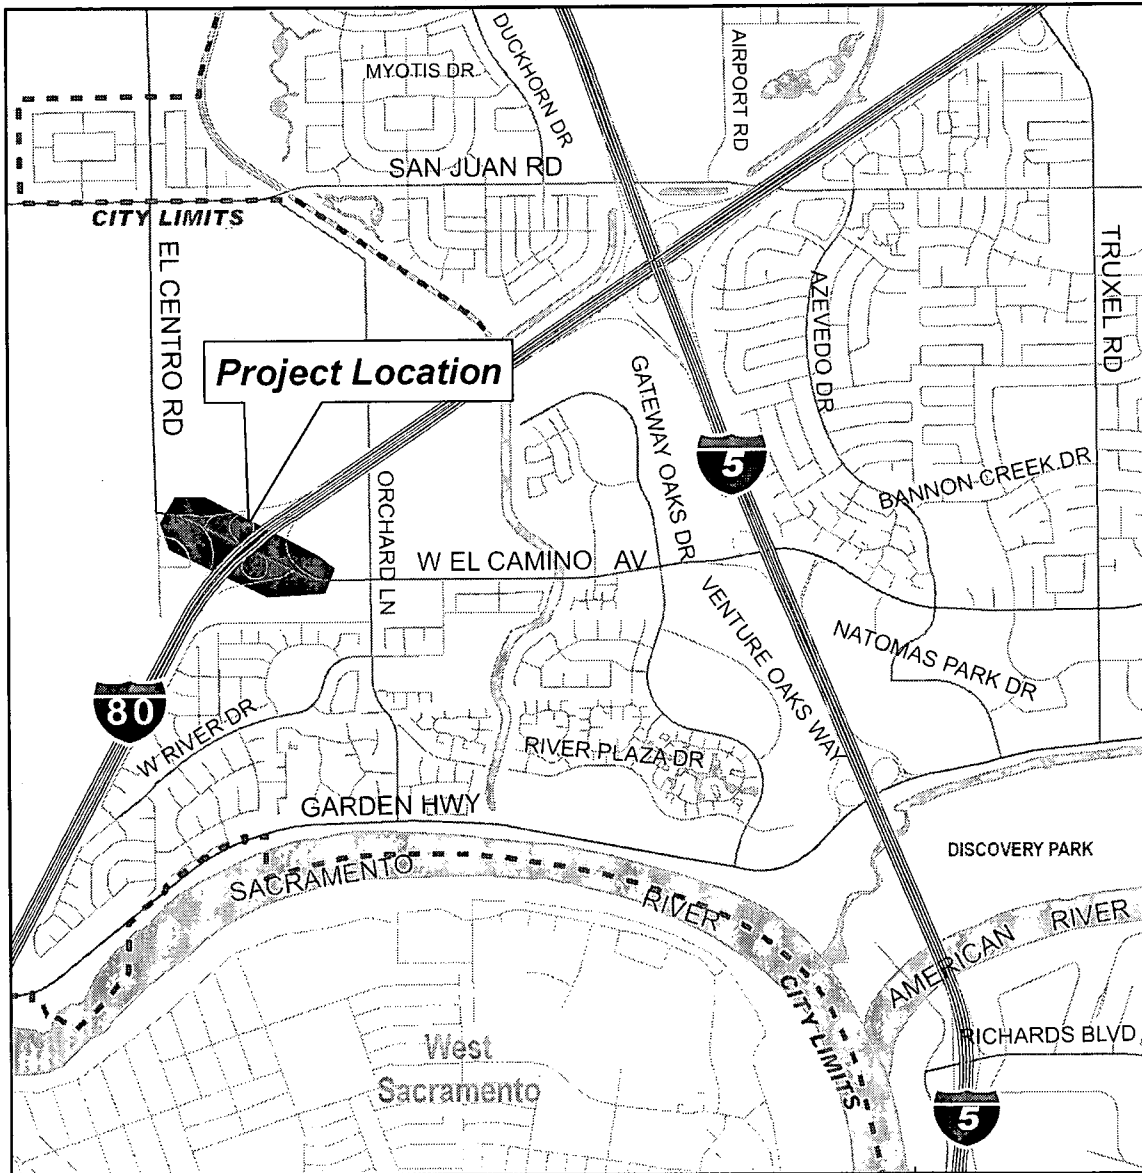 DUCKHORN DR
AIRPORT RD
MYOTIS DR
SAN JUAN RD
CITY LIMITS
EL CENTRO RD
TRUXEL RD
AZEVEDO DR
Project Location
GATEWAY OAKS DR
5
BANNON CREEK DR
ORCHARD LN
W EL CAMINO AV
VENTURE OAKS WAY
NATOMAS PARK DR
80
W RIVER DR
RIVER PLAZA DR
GARDEN HWY
DISCOVERY PARK
SACRAMENTO RIVER
AMERICAN RIVER
CITY LIMITS
RICHARDS BLVD
West
Sacramento
5